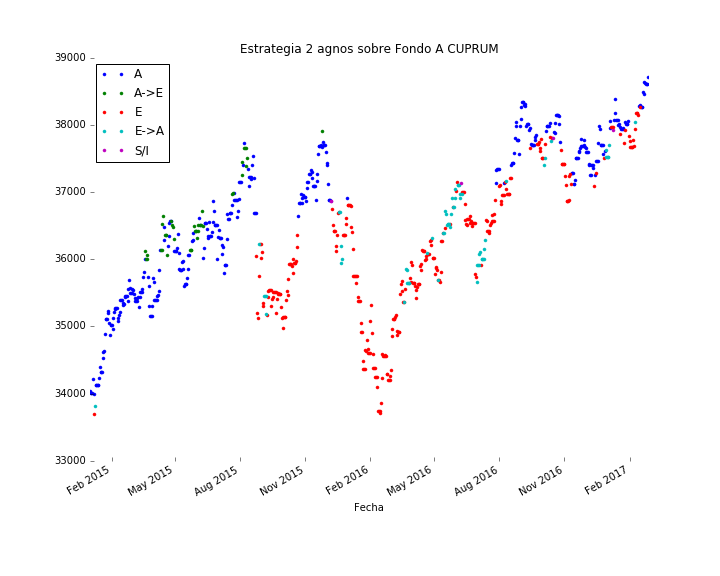 Estrategia 2 agnos sobre Fondo A CUPRUM
39000
38000
37000
36000
35000
34000
33000
A
A->E
E
E->A
S/I
Feb 2015
May 2015
Aug 2015
Nov 2015
Feb 2016
May 2016
Aug 2016
Nov 2016
Feb 2017
Fecha